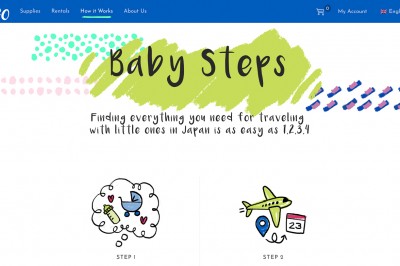 Supplies Rentals How it Works About Us 0 My Account
Baby Steps
Finding everything you need for traveling
with little ones in Japan is as easy as 1,2,3,4
23
STEP 1 STEP 2